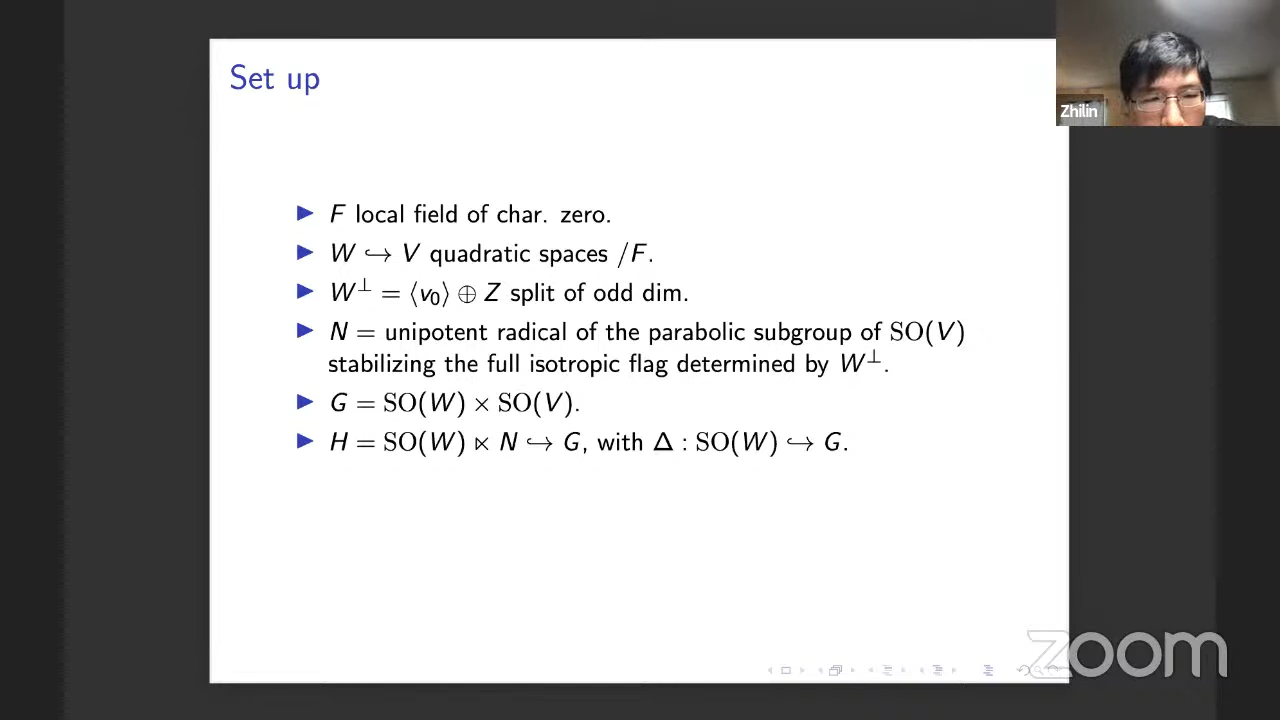 Set up
Zhilin
▶ F local field of char. zero.
▶ W ↪ V quadratic spaces /F.
▶ W⊥ = ⟨v₀⟩ ⊕ Z split of odd dim.
▶ N = unipotent radical of the parabolic subgroup of SO(V)
stabilizing the full isotropic flag determined by W⊥.
▶ G = SO(W) × SO(V).
▶ H = SO(W) ⋉ N ↪ G, with Δ : SO(W) ↪ G.
zoom